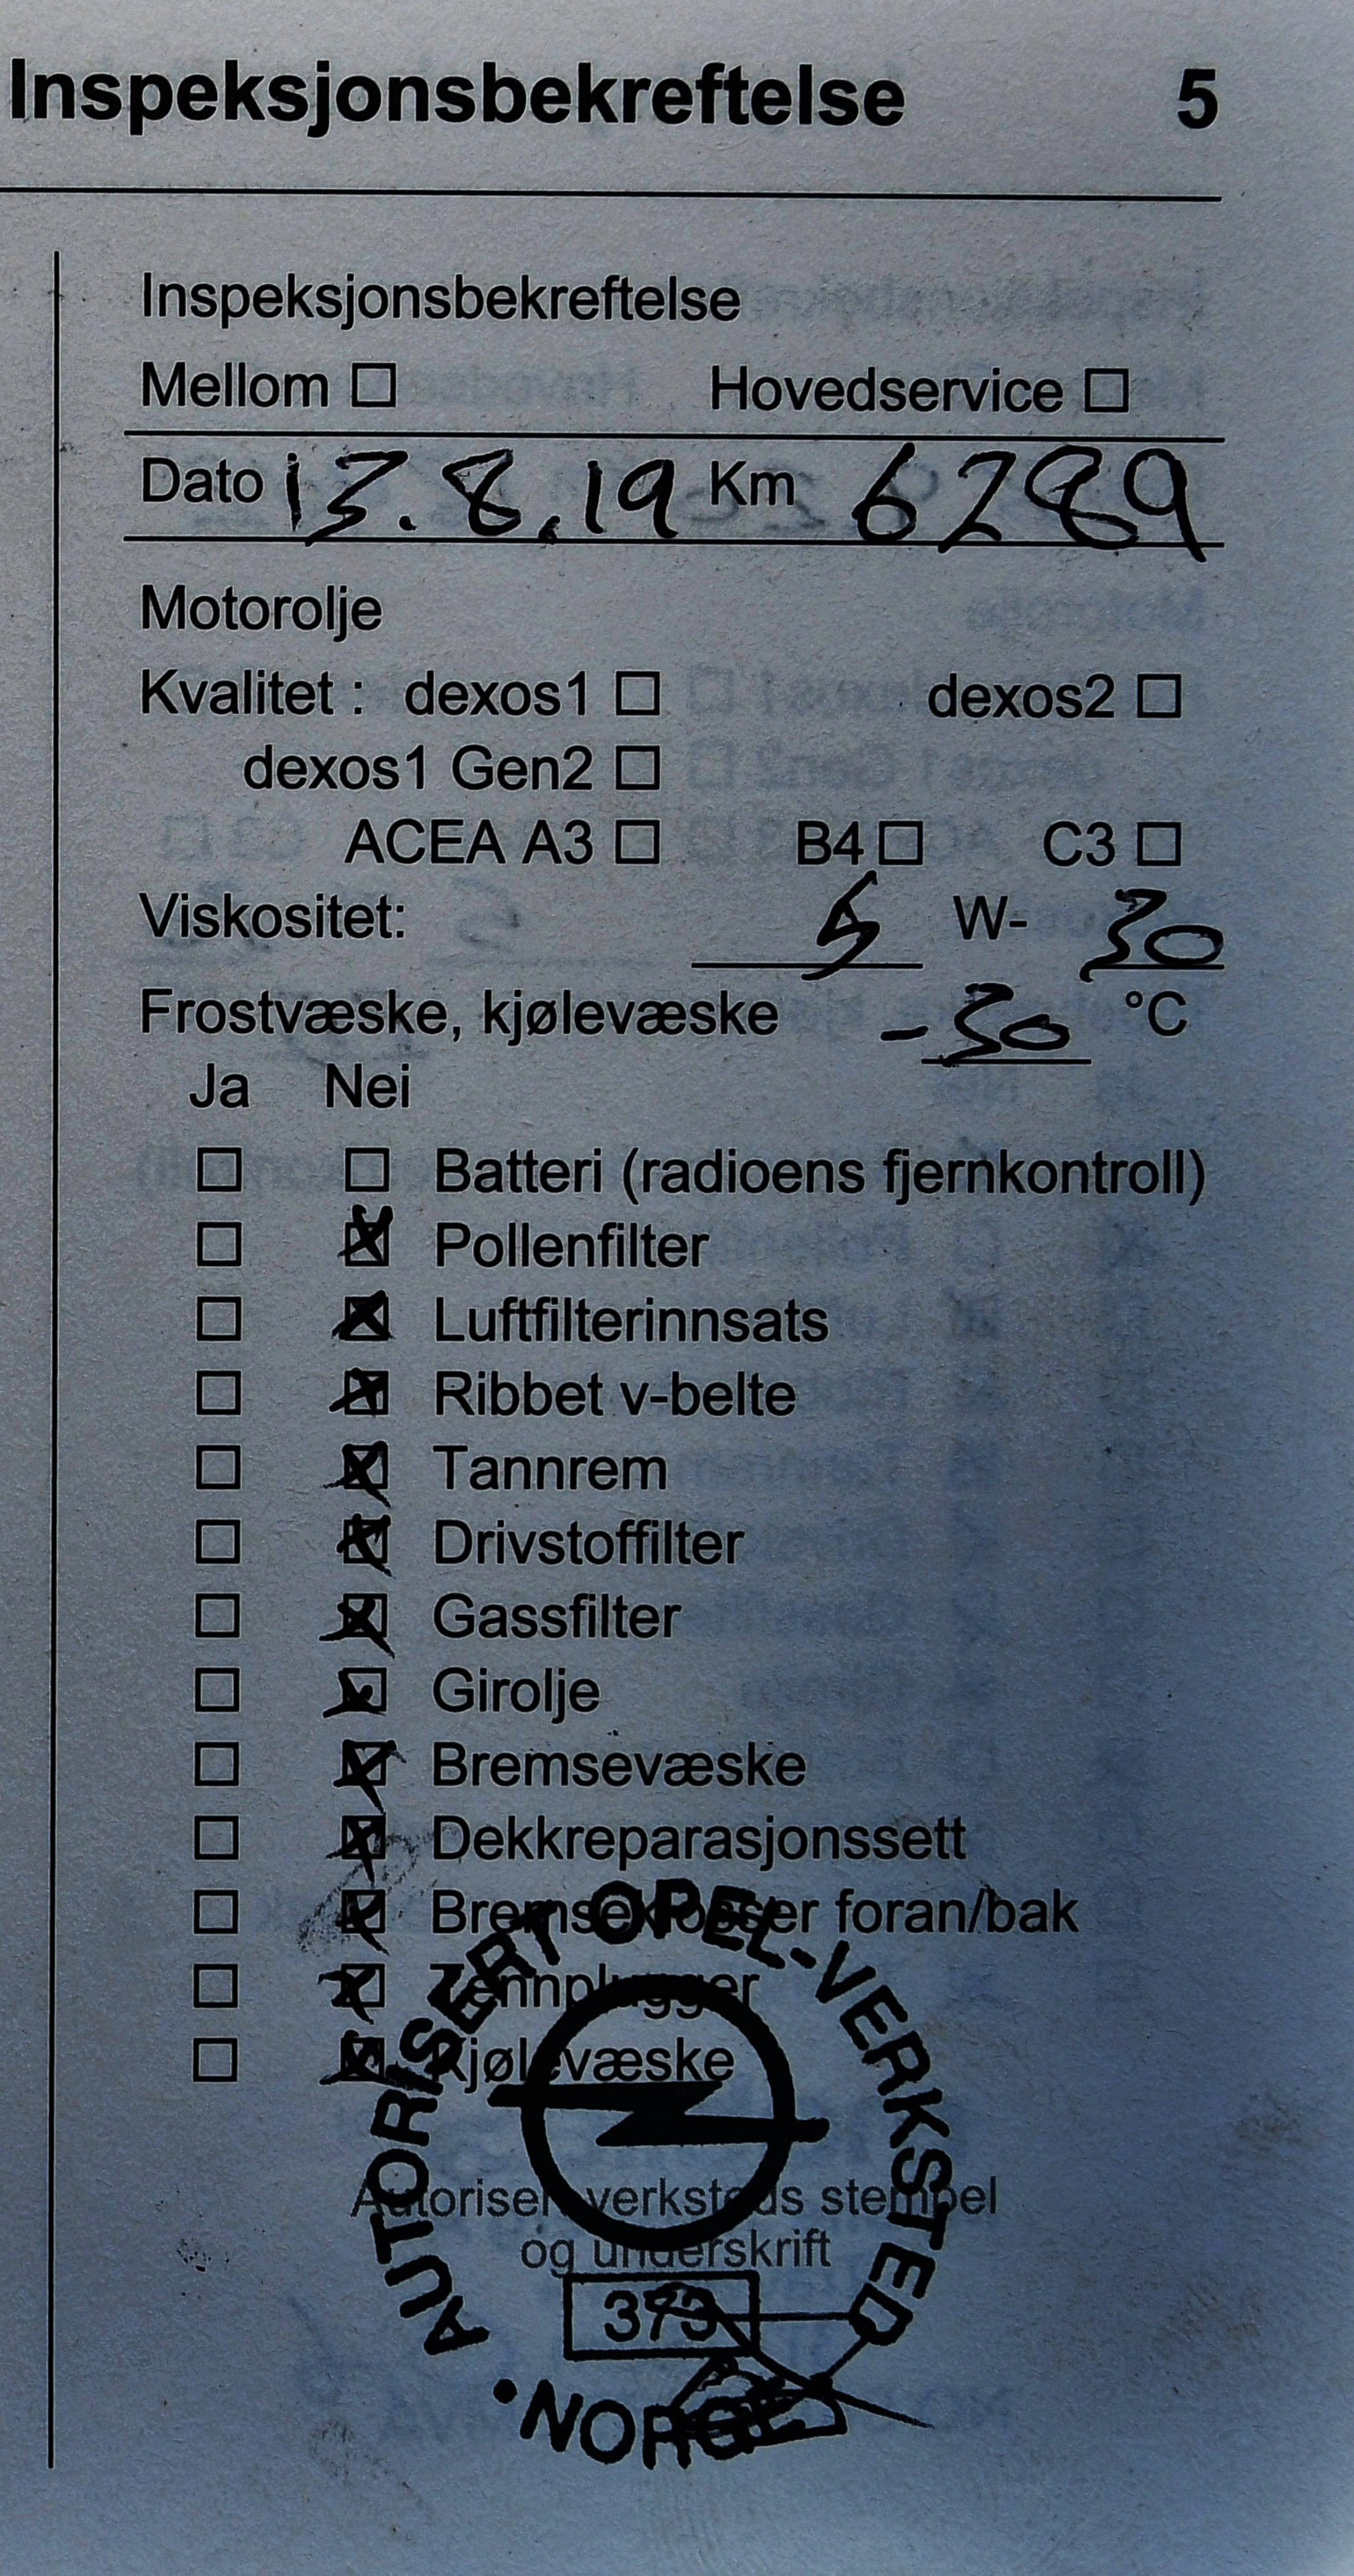 Inspeksjonsbekreftelse 5
Inspeksjonsbekreftelse
Mellom ☐ Hovedservice ☐
Dato 13.8.19 Km 6289
Motorolje
Kvalitet : dexos1 ☐ dexos2 ☐
dexos1 Gen2 ☐
ACEA A3 ☐ B4 ☐ C3 ☐
Viskositet: 5 W- 30
Frostvæske, kjølevæske -30 °C
Ja Nei
☐ ☐ Batteri (radioens fjernkontroll)
☐ ☒ Pollenfilter
☐ ☒ Luftfilterinnsats
☐ ☒ Ribbet v-belte
☐ ☒ Tannrem
☐ ☒ Drivstoffilter
☐ ☒ Gassfilter
☐ ☒ Girolje
☐ ☒ Bremsevæske
☐ ☒ Dekkreparasjonssett
☐ ☒ Bremseklosser foran/bak
☐ ☒ Tennplugger
☐ ☒ Kjølevæske
Autorisert verksteds stempel
og underskrift
AUTORISERT OPEL-VERKSTED
373
NORGE